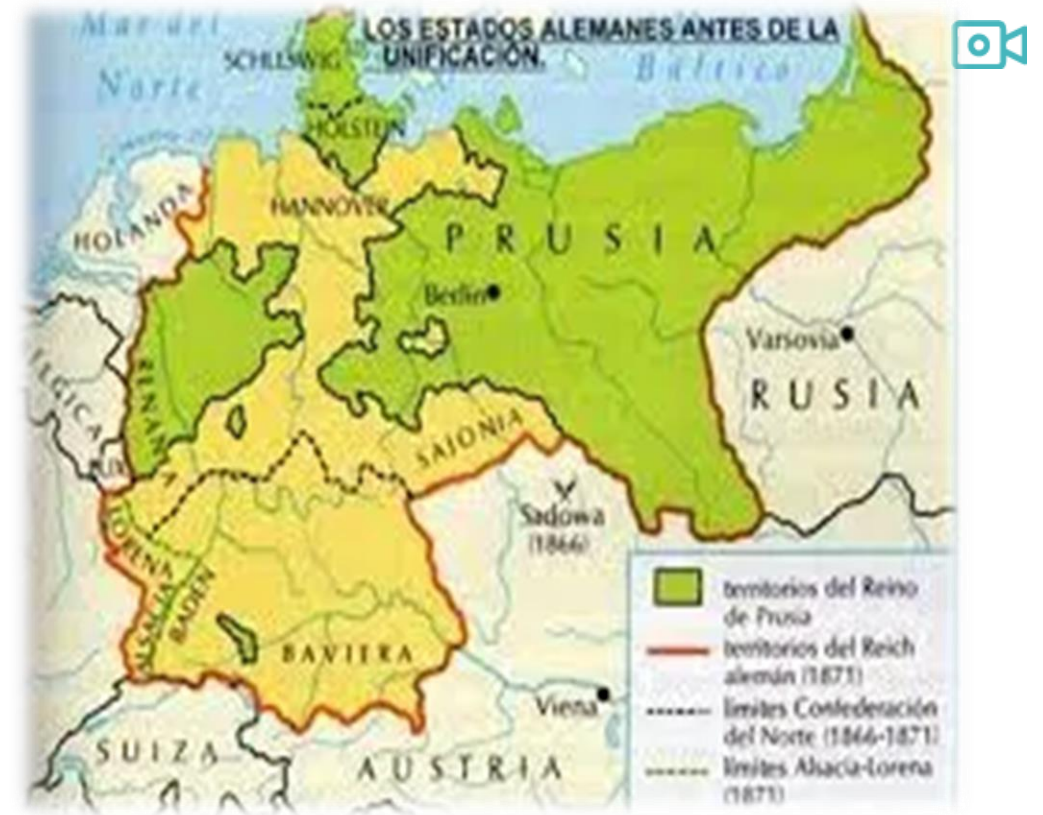 LOS ESTADOS ALEMANES ANTES DE LA
UNIFICACIÓN.
Mar del
Norte
Báltico
SCHLESWIG
HOLSTEIN
HANNOVER
HOLANDA
PRUSIA
Berlín
Varsovia
RUSIA
RENANIA
SAJONIA
LUX
Sadowa
(1866)
LORENA
ALSACIA
BADEN
BAVIERA
Viena
SUIZA
AUSTRIA
territorios del Reino
de Prusia
territorios del Reich
alemán (1871)
límites Confederación
del Norte (1866-1871)
límites Alsacia-Lorena
(1871)